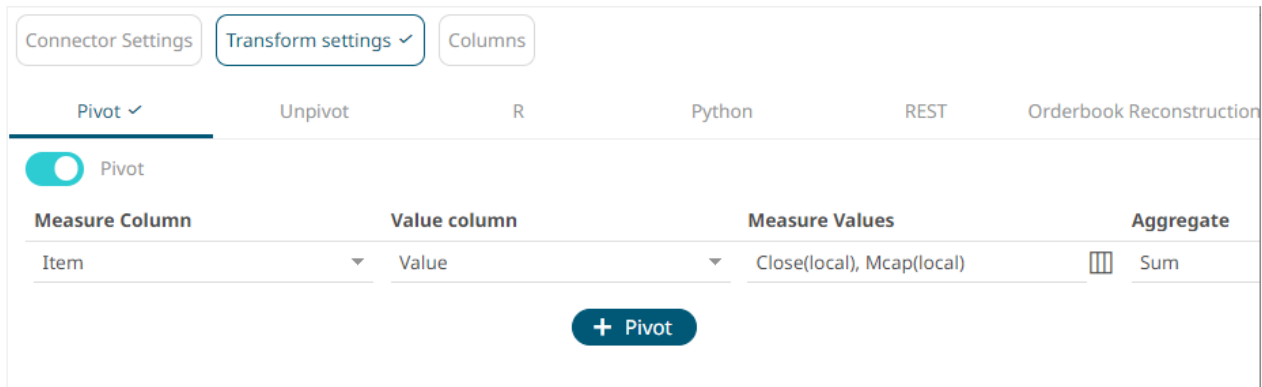 Connector Settings Transform settings Columns
Pivot Unpivot R Python REST Orderbook Reconstruction
Pivot
Measure Column Value column Measure Values Aggregate
Item Value Close(local), Mcap(local) Sum
+ Pivot